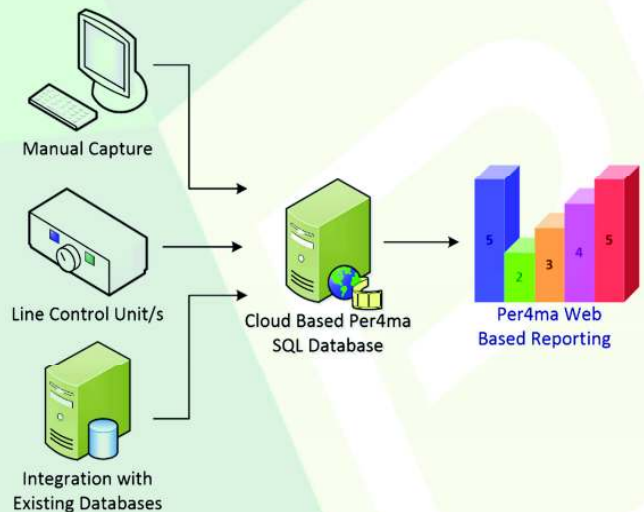 Manual Capture
Line Control Unit/s
Integration with
Existing Databases
Cloud Based Per4ma
SQL Database
5
2
3
4
5
Per4ma Web
Based Reporting